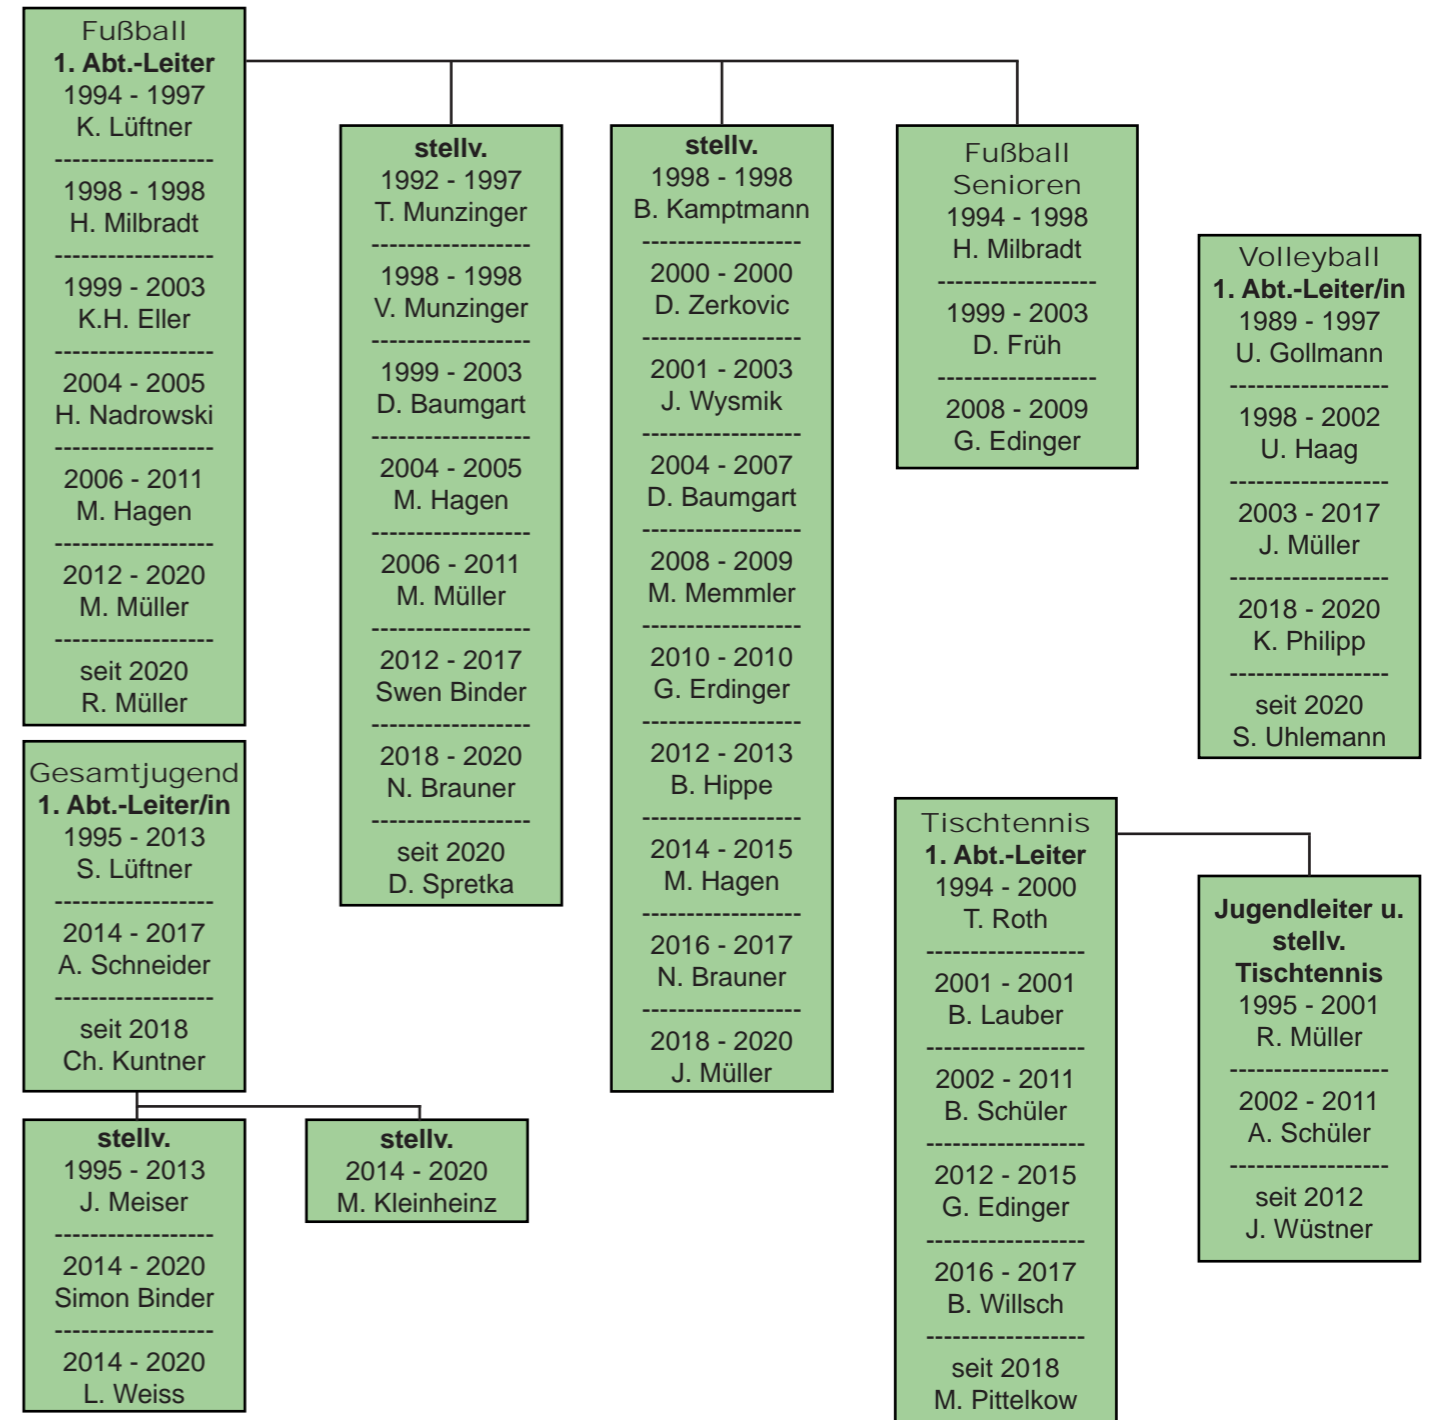 Fußball
1. Abt.-Leiter
1994 - 1997
K. Lüftner
------------------
1998 - 1998
H. Milbradt
------------------
1999 - 2003
K.H. Eller
------------------
2004 - 2005
H. Nadrowski
------------------
2006 - 2011
M. Hagen
------------------
2012 - 2020
M. Müller
------------------
seit 2020
R. Müller
stellv.
1992 - 1997
T. Munzinger
------------------
1998 - 1998
V. Munzinger
------------------
1999 - 2003
D. Baumgart
------------------
2004 - 2005
M. Hagen
------------------
2006 - 2011
M. Müller
------------------
2012 - 2017
Swen Binder
------------------
2018 - 2020
N. Brauner
------------------
seit 2020
D. Spretka
stellv.
1998 - 1998
B. Kamptmann
------------------
2000 - 2000
D. Zerkovic
------------------
2001 - 2003
J. Wysmik
------------------
2004 - 2007
D. Baumgart
------------------
2008 - 2009
M. Memmler
------------------
2010 - 2010
G. Erdinger
------------------
2012 - 2013
B. Hippe
------------------
2014 - 2015
M. Hagen
------------------
2016 - 2017
N. Brauner
------------------
2018 - 2020
J. Müller
Fußball
Senioren
1994 - 1998
H. Milbradt
------------------
1999 - 2003
D. Früh
------------------
2008 - 2009
G. Edinger
Volleyball
1. Abt.-Leiter/in
1989 - 1997
U. Gollmann
------------------
1998 - 2002
U. Haag
------------------
2003 - 2017
J. Müller
------------------
2018 - 2020
K. Philipp
------------------
seit 2020
S. Uhlemann
Gesamtjugend
1. Abt.-Leiter/in
1995 - 2013
S. Lüftner
------------------
2014 - 2017
A. Schneider
------------------
seit 2018
Ch. Kuntner
stellv.
1995 - 2013
J. Meiser
------------------
2014 - 2020
Simon Binder
------------------
2014 - 2020
L. Weiss
stellv.
2014 - 2020
M. Kleinheinz
Tischtennis
1. Abt.-Leiter
1994 - 2000
T. Roth
------------------
2001 - 2001
B. Lauber
------------------
2002 - 2011
B. Schüler
------------------
2012 - 2015
G. Edinger
------------------
2016 - 2017
B. Willsch
------------------
seit 2018
M. Pittelkow
Jugendleiter u.
stellv.
Tischtennis
1995 - 2001
R. Müller
------------------
2002 - 2011
A. Schüler
------------------
seit 2012
J. Wüstner